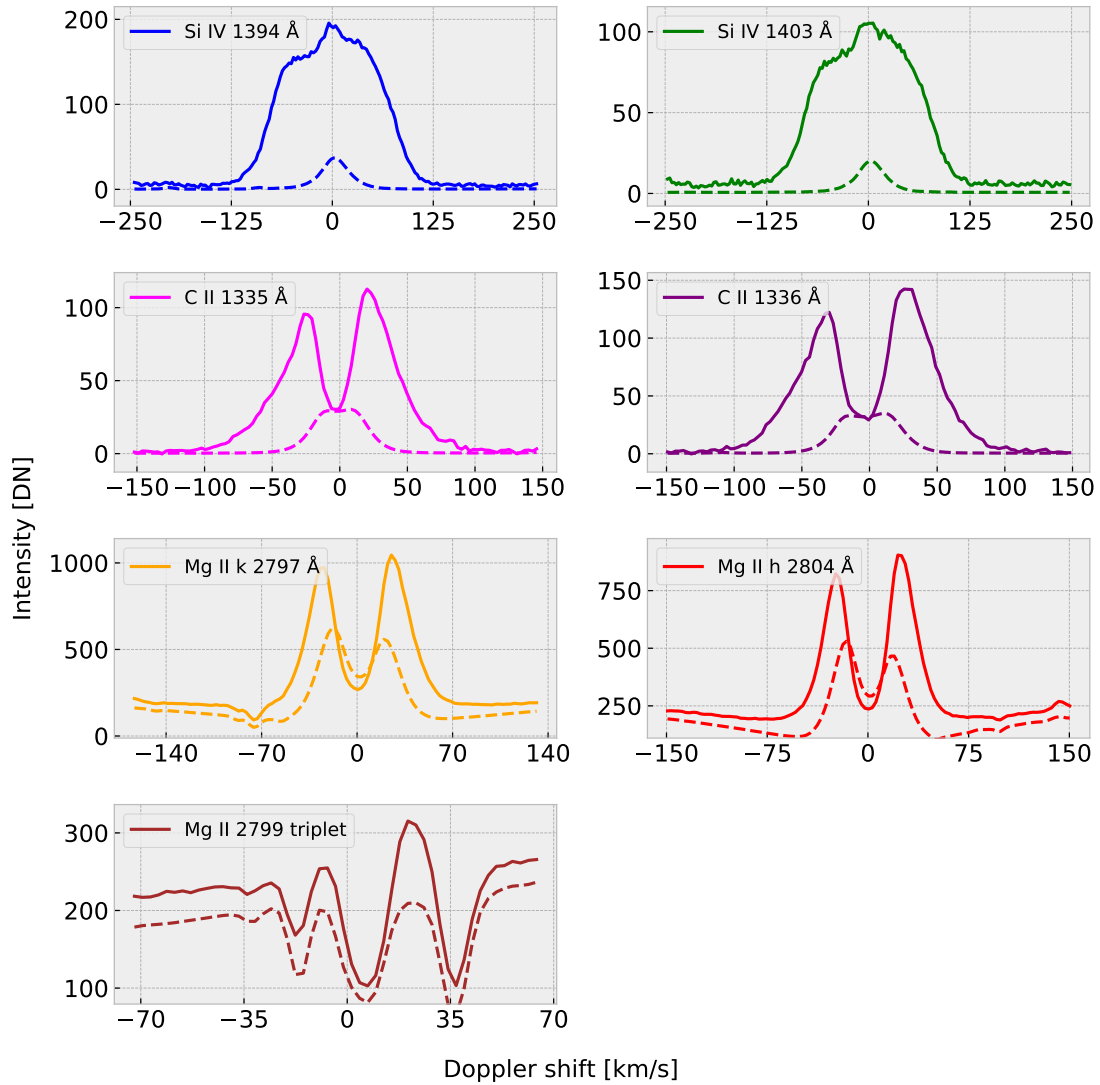 Si IV 1394 Å
200
100
0
−250 −125 0 125 250
Si IV 1403 Å
100
50
0
−250 −125 0 125 250
C II 1335 Å
100
50
0
−150 −100 −50 0 50 100 150
C II 1336 Å
150
100
50
0
−150 −100 −50 0 50 100 150
Intensity [DN]
Mg II k 2797 Å
1000
500
0
−140 −70 0 70 140
Mg II h 2804 Å
750
500
250
−150 −75 0 75 150
Mg II 2799 triplet
300
200
100
−70 −35 0 35 70
Doppler shift [km/s]